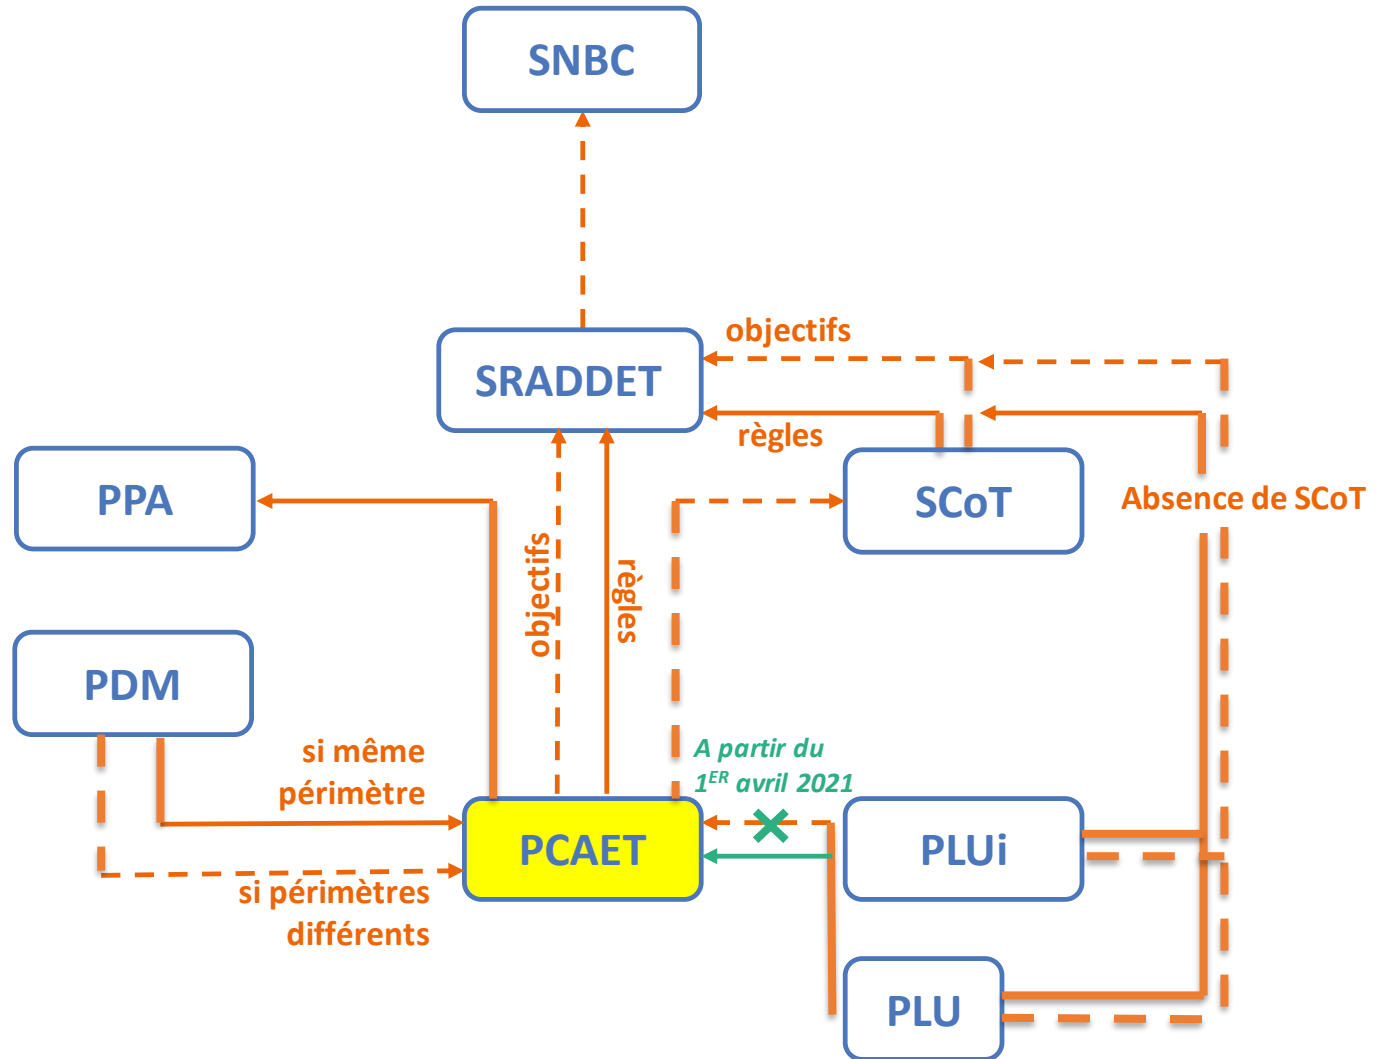 SNBC
objectifs
SRADDET
règles
PPA
SCoT
Absence de SCoT
objectifs
règles
PDM
si même
périmètre
A partir du
1ER avril 2021
PCAET
PLUi
si périmètres
différents
PLU